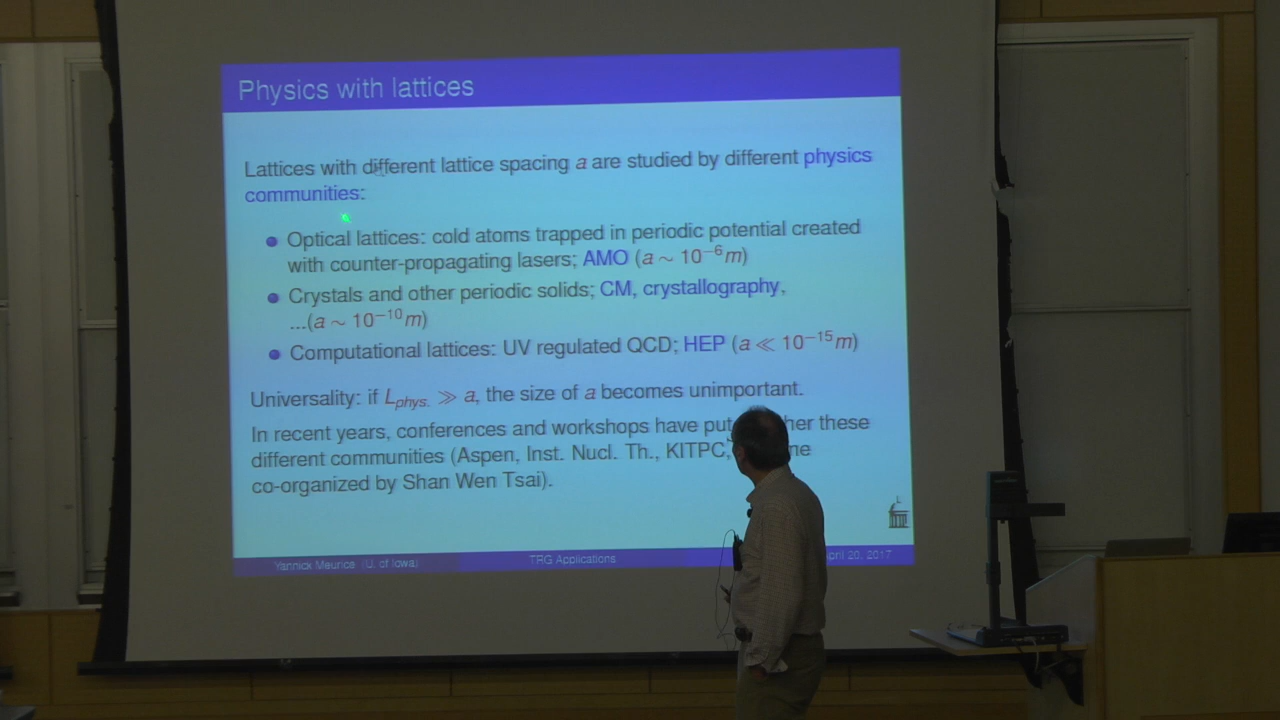 Physics with lattices
Lattices with different lattice spacing a are studied by different physics
communities:
Optical lattices: cold atoms trapped in periodic potential created
with counter-propagating lasers; AMO (a ∼ 10⁻⁶m)
Crystals and other periodic solids; CM, crystallography,
...(a ∼ 10⁻¹⁰m)
Computational lattices: UV regulated QCD; HEP (a ≪ 10⁻¹⁵m)
Universality: if L_phys. ≫ a, the size of a becomes unimportant.
In recent years, conferences and workshops have put her these
different communities (Aspen, Inst. Nucl. Th., KITPC, ne
co-organized by Shan Wen Tsai).
Yannick Meurice (U. of Iowa) TRG Applications pril 20, 2017